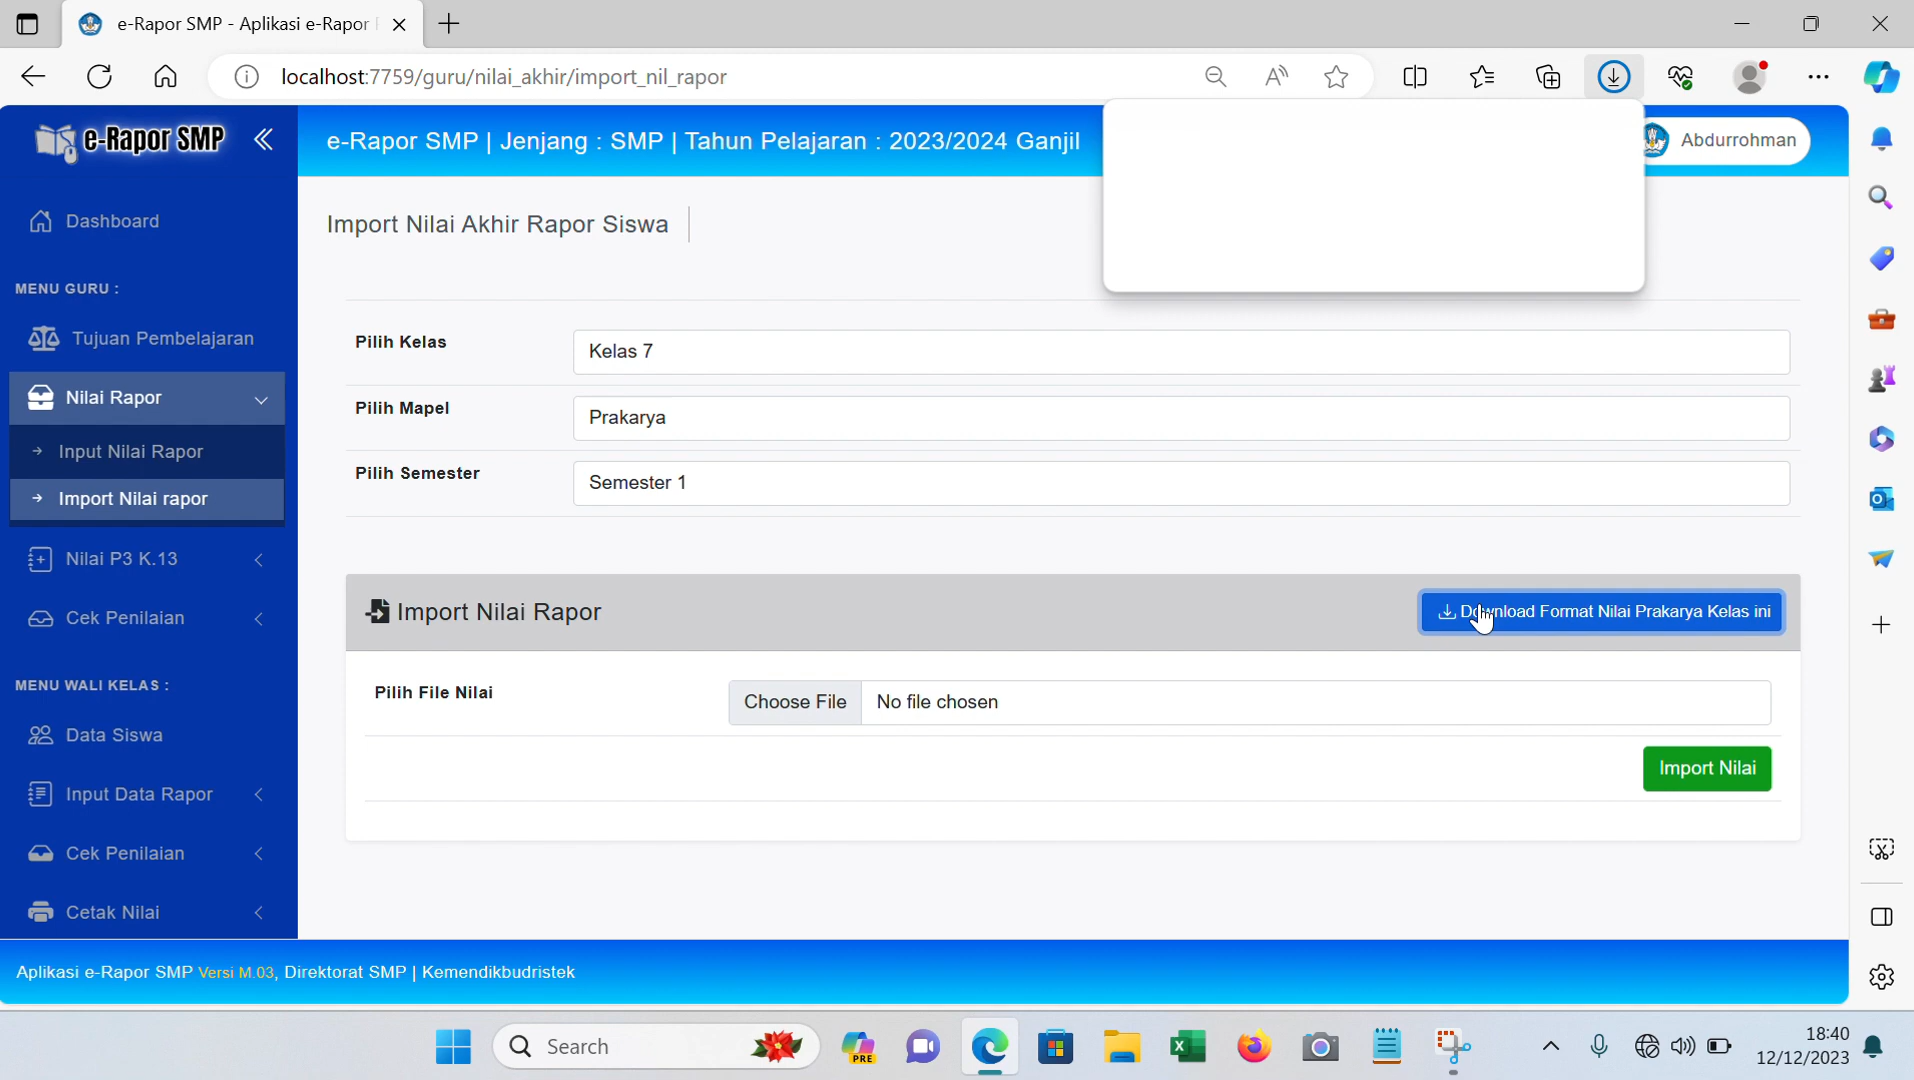 e-Rapor SMP - Aplikasi e-Rapor
localhost:7759/guru/nilai_akhir/import_nil_rapor
e-Rapor SMP
e-Rapor SMP | Jenjang : SMP | Tahun Pelajaran : 2023/2024 Ganjil
Abdurrohman
Dashboard
MENU GURU :
Tujuan Pembelajaran
Nilai Rapor
Input Nilai Rapor
Import Nilai rapor
Nilai P3 K.13
Cek Penilaian
MENU WALI KELAS :
Data Siswa
Input Data Rapor
Cek Penilaian
Cetak Nilai
Import Nilai Akhir Rapor Siswa
Pilih Kelas
Kelas 7
Pilih Mapel
Prakarya
Pilih Semester
Semester 1
Import Nilai Rapor
Download Format Nilai Prakarya Kelas ini
Pilih File Nilai
Choose File
No file chosen
Import Nilai
Aplikasi e-Rapor SMP Versi M.03, Direktorat SMP | Kemendikbudristek
Search
PRE
18:40
12/12/2023